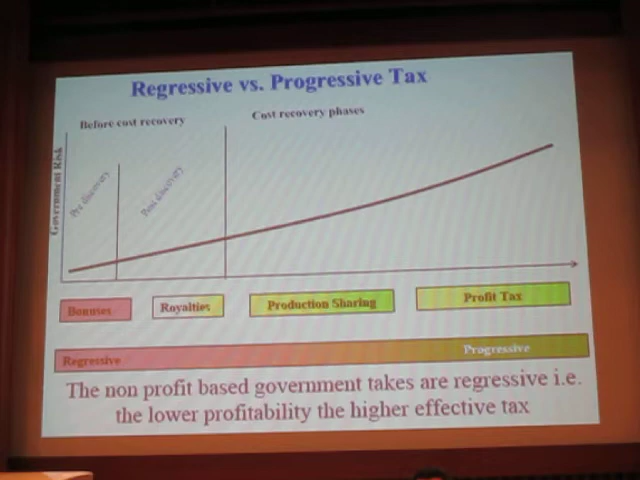 Regressive vs. Progressive Tax
Before cost recovery
Cost recovery phases
Government Risk
Pre discovery
Post discovery
Bonuses
Royalties
Production Sharing
Profit Tax
Regressive
Progressive
The non profit based government takes are regressive i.e.
the lower profitability the higher effective tax